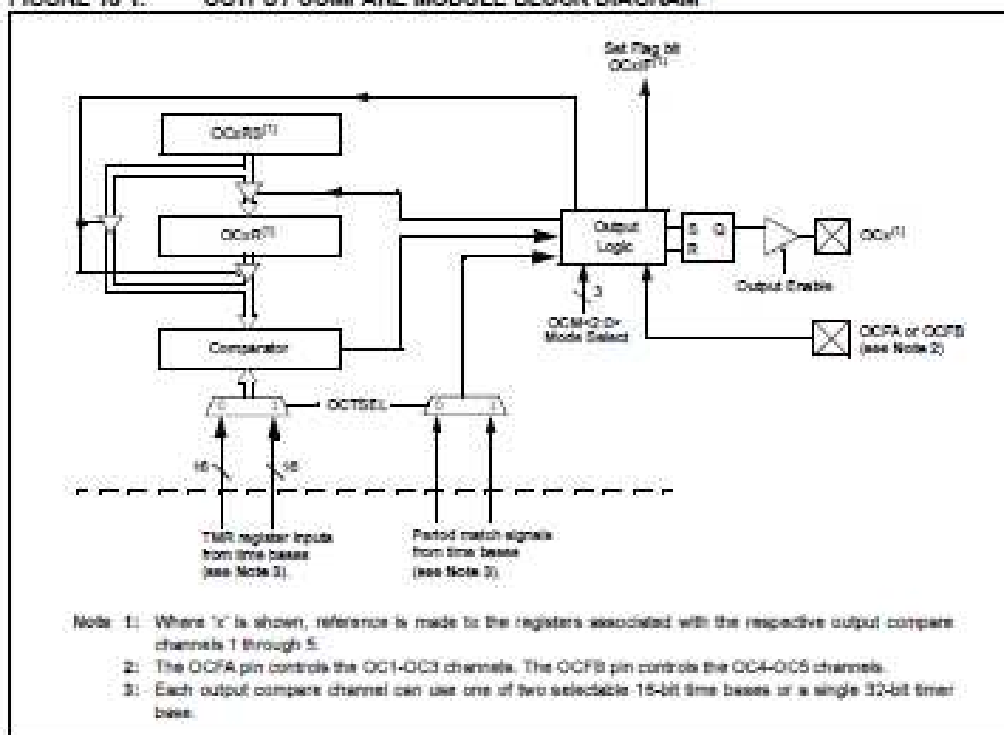 OUTPUT COMPARE MODULE BLOCK DIAGRAM
Set Flag bit
OCxIF(1)
OCxRS(1)
OCxR(1)
Comparator
Output
Logic
S Q
R
OCx(1)
Output Enable
3
OCM<2:0>
Mode Select
OCFA or OCFB
(see Note 2)
0 1
OCTSEL
0 1
16
16
TMR register inputs
from time bases
(see Note 3).
Period match signals
from time bases
(see Note 3).
Note 1: Where 'x' is shown, reference is made to the registers associated with the respective output compare
channels 1 through 5.
2: The OCFA pin controls the OC1-OC3 channels. The OCFB pin controls the OC4-OC5 channels.
3: Each output compare channel can use one of two selectable 16-bit time bases or a single 32-bit timer
base.